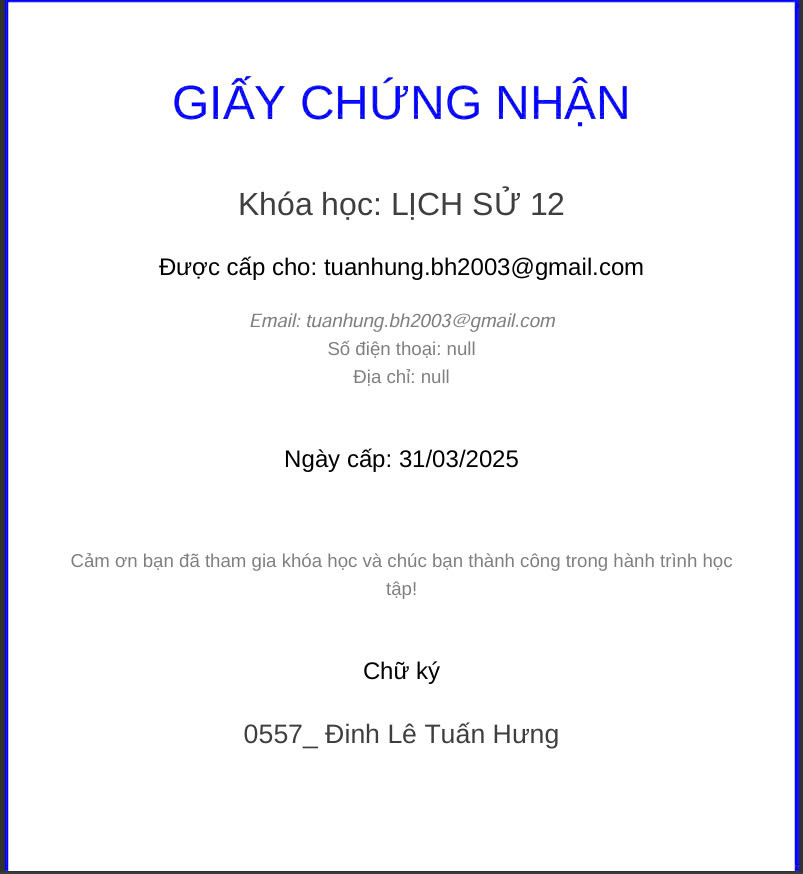 GIẤY CHỨNG NHẬN
Khóa học: LỊCH SỬ 12
Được cấp cho: tuanhung.bh2003@gmail.com
Email: tuanhung.bh2003@gmail.com
Số điện thoại: null
Địa chỉ: null
Ngày cấp: 31/03/2025
Cảm ơn bạn đã tham gia khóa học và chúc bạn thành công trong hành trình học
tập!
Chữ ký
0557_ Đinh Lê Tuấn Hưng